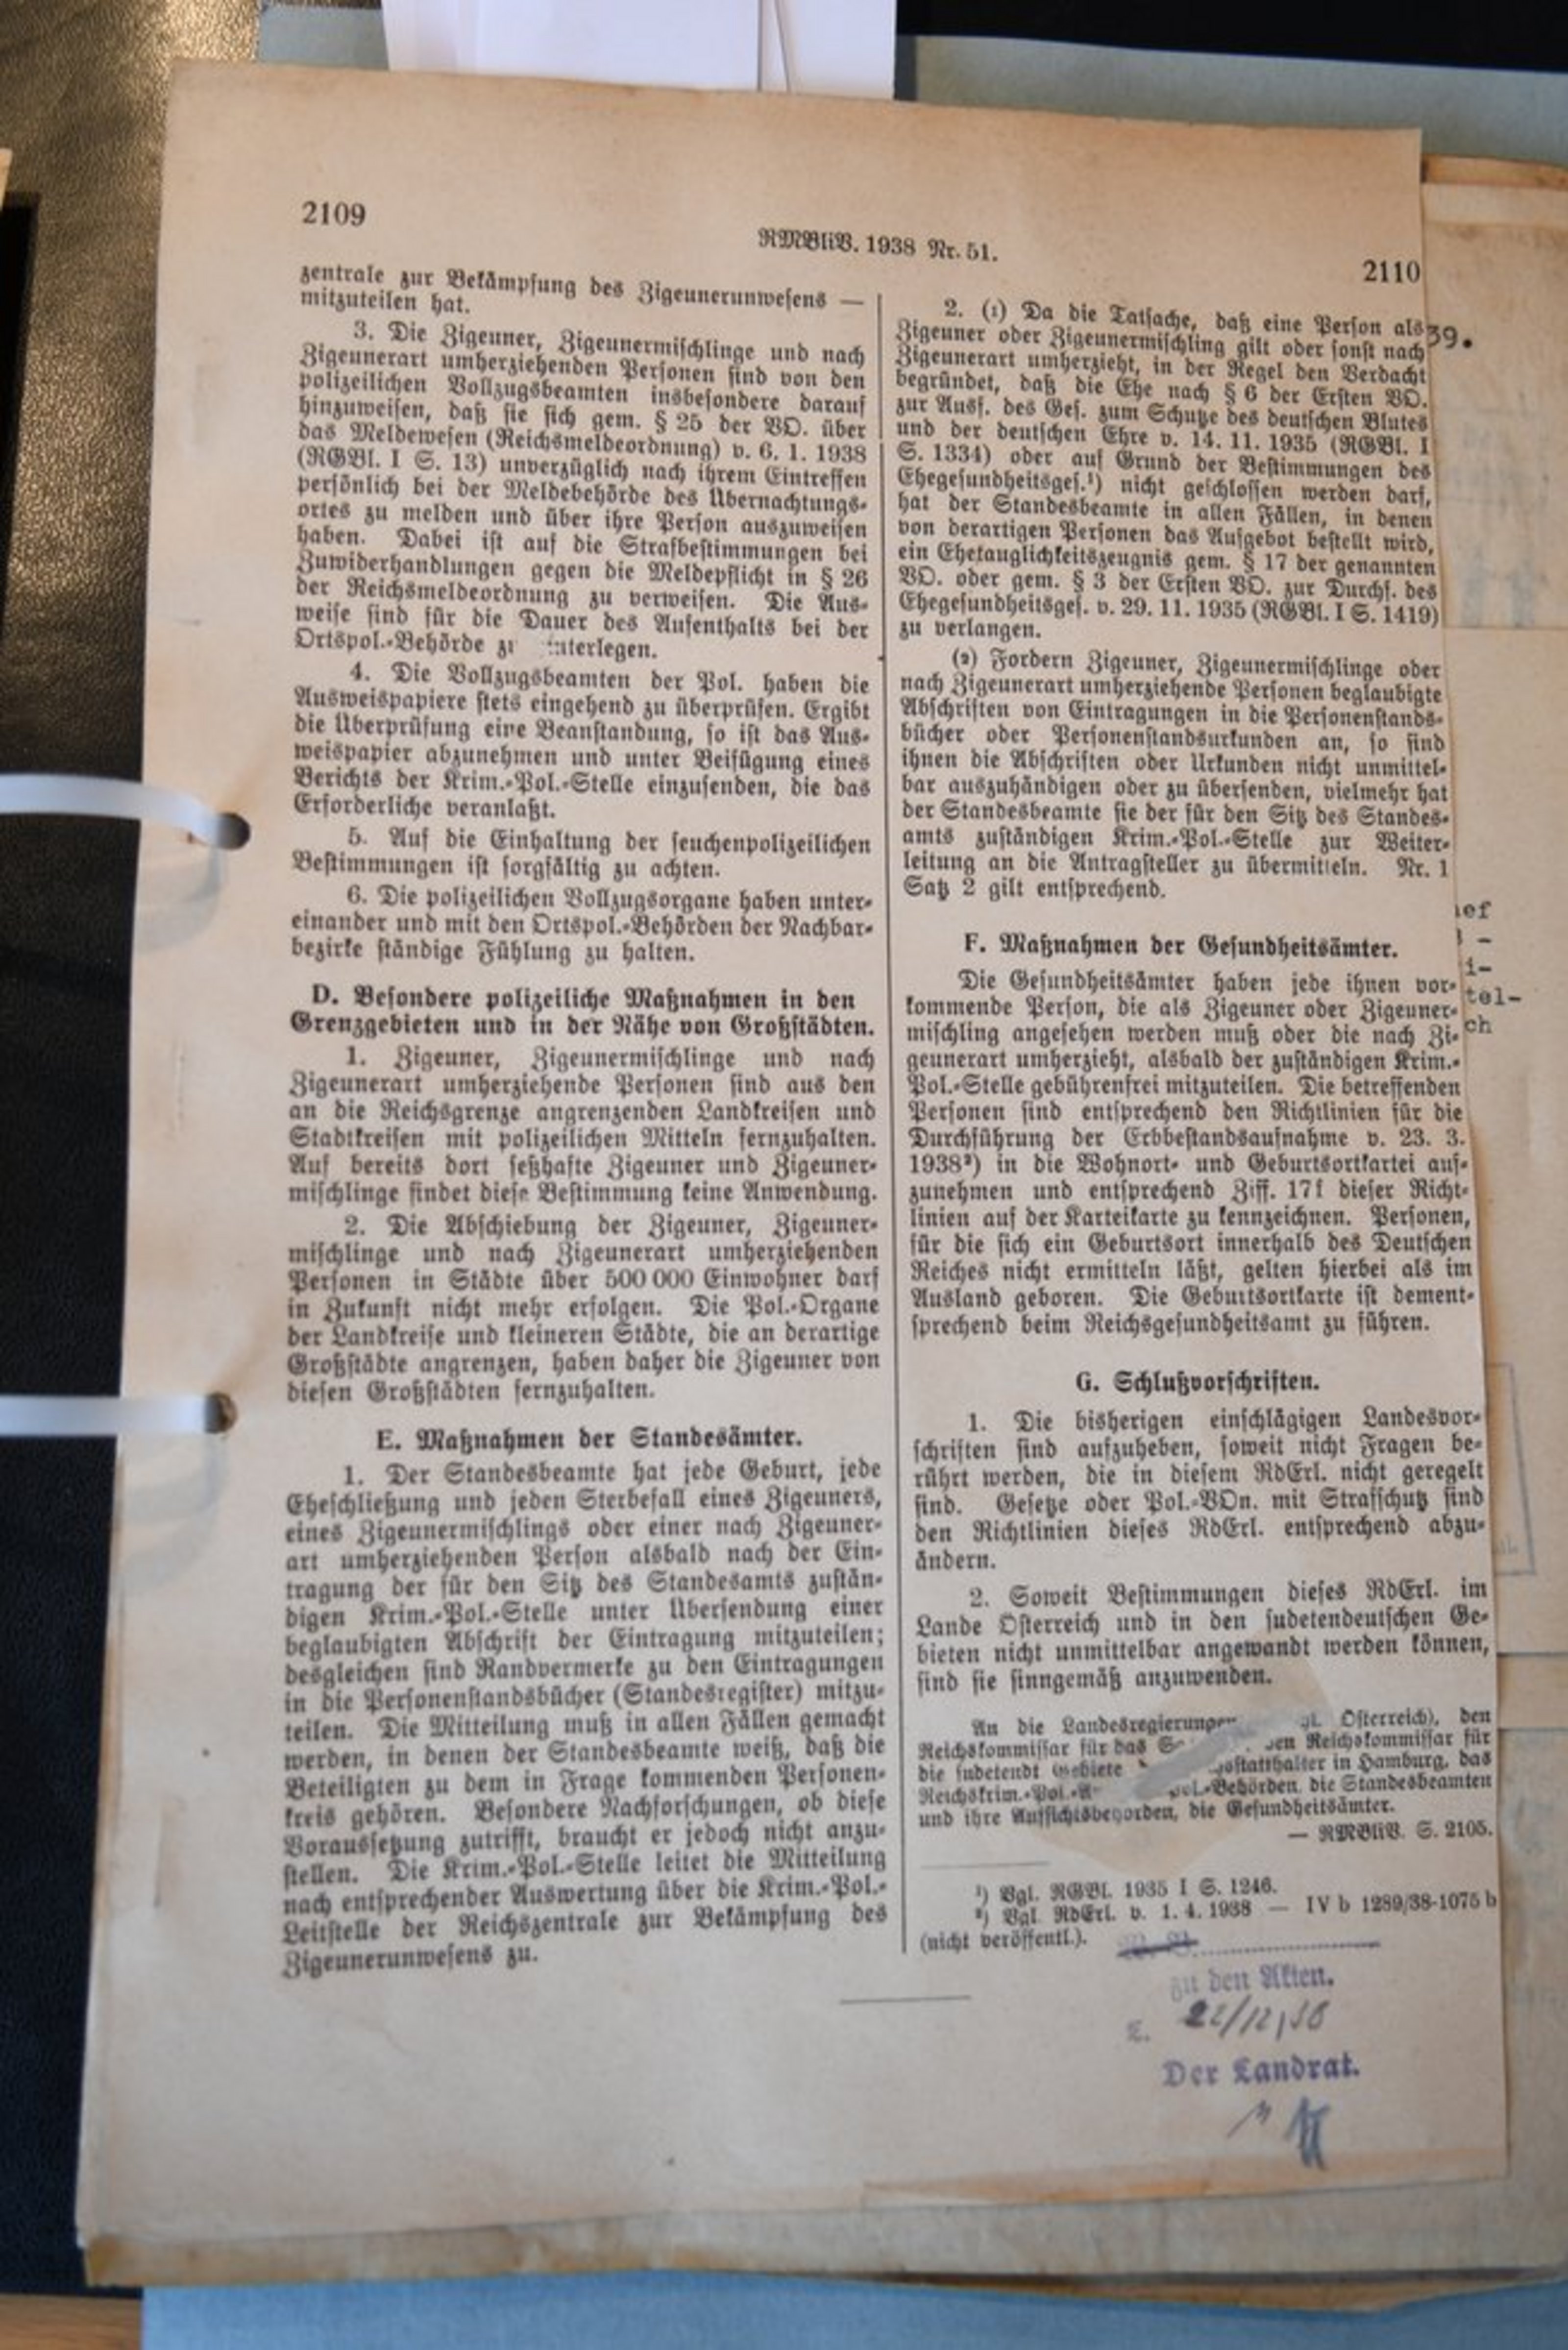 2109
RMBliV. 1938 Nr. 51.
2110
zentrale zur Bekämpfung des Zigeunerunwesens —
mitzuteilen hat.
3. Die Zigeuner, Zigeunermischlinge und nach
Zigeunerart umherziehenden Personen sind von den
polizeilichen Vollzugsbeamten insbesondere darauf
hinzuweisen, daß sie sich gem. § 25 der VO. über
das Meldewesen (Reichsmeldeordnung) v. 6. 1. 1938
(RGBl. I S. 13) unverzüglich nach ihrem Eintreffen
persönlich bei der Meldebehörde des Übernachtungs-
ortes zu melden und über ihre Person auszuweisen
haben. Dabei ist auf die Strafbestimmungen bei
Zuwiderhandlungen gegen die Meldepflicht in § 26
der Reichsmeldeordnung zu verweisen. Die Aus-
weise sind für die Dauer des Aufenthalts bei der
Ortspol.-Behörde zu hinterlegen.
4. Die Vollzugsbeamten der Pol. haben die
Ausweispapiere stets eingehend zu überprüfen. Ergibt
die Überprüfung eine Beanstandung, so ist das Aus-
weispapier abzunehmen und unter Beifügung eines
Berichts der Krim.-Pol.-Stelle einzusenden, die das
Erforderliche veranlaßt.
5. Auf die Einhaltung der seuchenpolizeilichen
Bestimmungen ist sorgfältig zu achten.
6. Die polizeilichen Vollzugsorgane haben unter-
einander und mit den Ortspol.-Behörden der Nachbar-
bezirke ständige Fühlung zu halten.
D. Besondere polizeiliche Maßnahmen in den
Grenzgebieten und in der Nähe von Großstädten.
1. Zigeuner, Zigeunermischlinge und nach
Zigeunerart umherziehende Personen sind aus den
an die Reichsgrenze angrenzenden Landkreisen und
Stadtkreisen mit polizeilichen Mitteln fernzuhalten.
Auf bereits dort seßhafte Zigeuner und Zigeuner-
mischlinge findet diese Bestimmung keine Anwendung.
2. Die Abschiebung der Zigeuner, Zigeuner-
mischlinge und nach Zigeunerart umherziehenden
Personen in Städte über 500 000 Einwohner darf
in Zukunft nicht mehr erfolgen. Die Pol.-Organe
der Landkreise und kleineren Städte, die an derartige
Großstädte angrenzen, haben daher die Zigeuner von
diesen Großstädten fernzuhalten.
E. Maßnahmen der Standesämter.
1. Der Standesbeamte hat jede Geburt, jede
Eheschließung und jeden Sterbefall eines Zigeuners,
eines Zigeunermischlings oder einer nach Zigeuner-
art umherziehenden Person alsbald nach der Ein-
tragung der für den Sitz des Standesamts zustän-
digen Krim.-Pol.-Stelle unter Übersendung einer
beglaubigten Abschrift der Eintragung mitzuteilen;
desgleichen sind Randvermerke zu den Eintragungen
in die Personenstandsbücher (Standesregister) mitzu-
teilen. Die Mitteilung muß in allen Fällen gemacht
werden, in denen der Standesbeamte weiß, daß die
Beteiligten zu dem in Frage kommenden Personen-
kreis gehören. Besondere Nachforschungen, ob diese
Voraussetzung zutrifft, braucht er jedoch nicht anzu-
stellen. Die Krim.-Pol.-Stelle leitet die Mitteilung
nach entsprechender Auswertung über die Krim.-Pol.-
Leitstelle der Reichszentrale zur Bekämpfung des
Zigeunerunwesens zu.
2. (1) Da die Tatsache, daß eine Person als
Zigeuner oder Zigeunermischling gilt oder sonst nach
Zigeunerart umherzieht, in der Regel den Verdacht
begründet, daß die Ehe nach § 6 der Ersten VO.
zur Ausf. des Ges. zum Schutze des deutschen Blutes
und der deutschen Ehre v. 14. 11. 1935 (RGBl. I
S. 1334) oder auf Grund der Bestimmungen des
Ehegesundheitsges.¹) nicht geschlossen werden darf,
hat der Standesbeamte in allen Fällen, in denen
von derartigen Personen das Aufgebot bestellt wird,
ein Ehetauglichkeitszeugnis gem. § 17 der genannten
VO. oder gem. § 3 der Ersten VO. zur Durchf. des
Ehegesundheitsges. v. 29. 11. 1935 (RGBl. I S. 1419)
zu verlangen.
(2) Fordern Zigeuner, Zigeunermischlinge oder
nach Zigeunerart umherziehende Personen beglaubigte
Abschriften von Eintragungen in die Personenstands-
bücher oder Personenstandsurkunden an, so sind
ihnen die Abschriften oder Urkunden nicht unmittel-
bar auszuhändigen oder zu übersenden, vielmehr hat
der Standesbeamte sie der für den Sitz des Standes-
amts zuständigen Krim.-Pol.-Stelle zur Weiter-
leitung an die Antragsteller zu übermitteln. Nr. 1
Satz 2 gilt entsprechend.
F. Maßnahmen der Gesundheitsämter.
Die Gesundheitsämter haben jede ihnen vor-
kommende Person, die als Zigeuner oder Zigeuner-
mischling angesehen werden muß oder die nach Zi-
geunerart umherzieht, alsbald der zuständigen Krim.-
Pol.-Stelle gebührenfrei mitzuteilen. Die betreffenden
Personen sind entsprechend den Richtlinien für die
Durchführung der Erbbestandsaufnahme v. 23. 3.
1938²) in die Wohnort- und Geburtsortkartei auf-
zunehmen und entsprechend Ziff. 17f dieser Richt-
linien auf der Karteikarte zu kennzeichnen. Personen,
für die sich ein Geburtsort innerhalb des Deutschen
Reiches nicht ermitteln läßt, gelten hierbei als im
Ausland geboren. Die Geburtsortkarte ist dement-
sprechend beim Reichsgesundheitsamt zu führen.
G. Schlußvorschriften.
1. Die bisherigen einschlägigen Landesvor-
schriften sind aufzuheben, soweit nicht Fragen be-
rührt werden, die in diesem RdErl. nicht geregelt
sind. Gesetze oder Pol.-VOn. mit Strafschutz sind
den Richtlinien dieses RdErl. entsprechend abzu-
ändern.
2. Soweit Bestimmungen dieses RdErl. im
Lande Österreich und in den sudetendeutschen Ge-
bieten nicht unmittelbar angewandt werden können,
sind sie sinngemäß anzuwenden.
An die Landesregierungen Österreich), den
Reichskommissar für das den Reichskommissar für
die sudetendt Gebiete in Hamburg, das
Reichskrim.-Pol.- Pol.-Behörden, die Standesbeamten
und ihre Aufsichtsbehörden, die Gesundheitsämter.
— RMBliV. S. 2105.
¹) Vgl. RGBl. 1935 I S. 1246.
²) Vgl. RdErl. v. 1. 4. 1938 — IV b 1289/38-1075 b
(nicht veröffentl.).
zu den Akten.
22/12/38
Der Landrat.
39.
ef
i-
tel-
ch